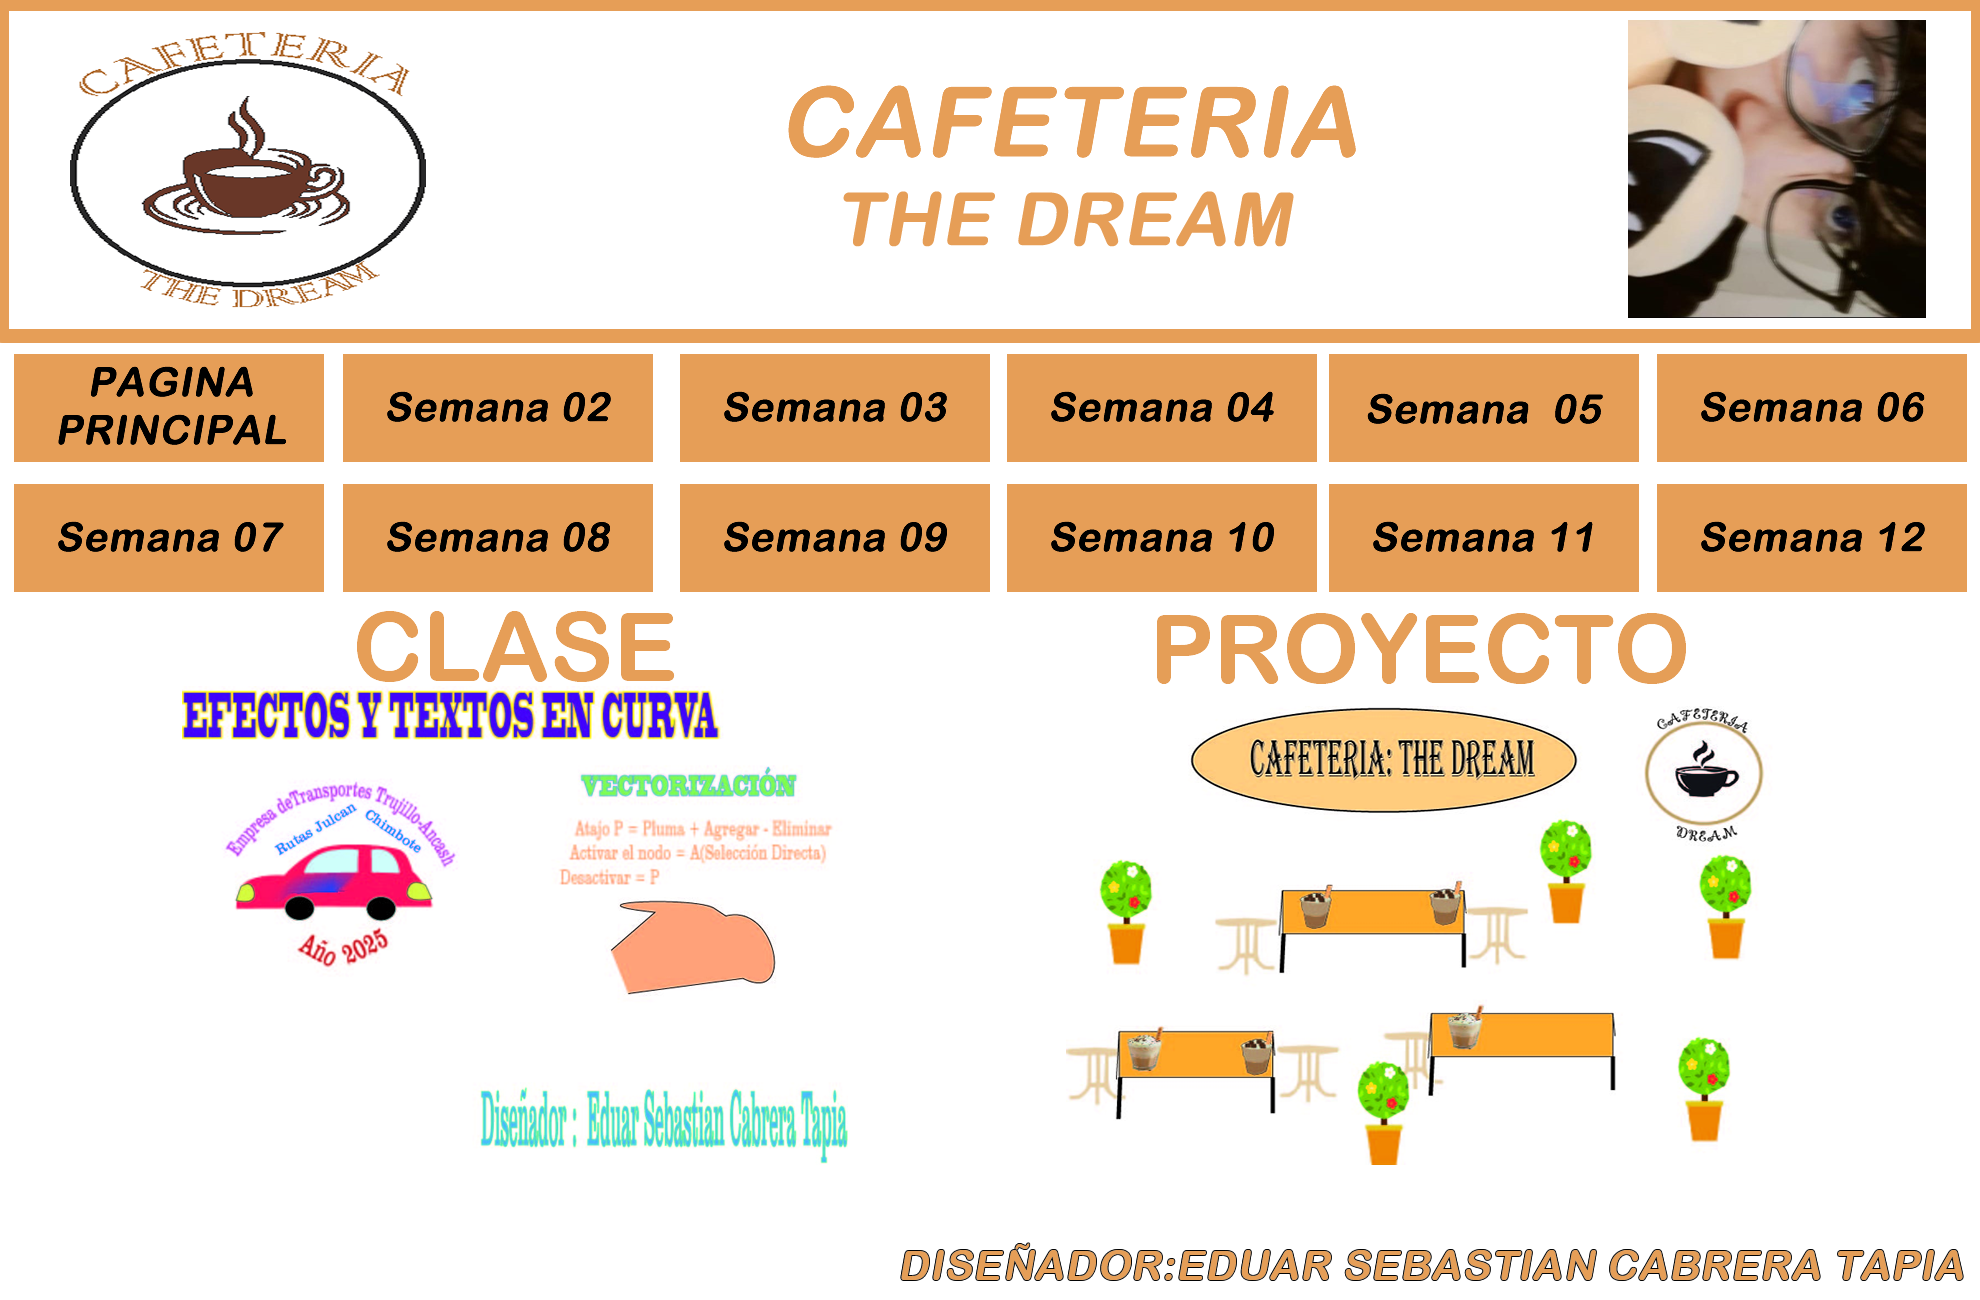 CAFETERIA
THE DREAM
CAFETERIA
THE DREAM
PAGINA
PRINCIPAL
Semana 02
Semana 03
Semana 04
Semana  05
Semana 06
Semana 07
Semana 08
Semana 09
Semana 10
Semana 11
Semana 12
CLASE
EFECTOS Y TEXTOS EN CURVA
Empresa deTransportes Trujillo-Ancash
Rutas Julcan Chimbote
Año 2025
VECTORIZACIÓN
Atajo P = Pluma + Agregar - Eliminar
Activar el nodo = A(Selección Directa)
Desactivar = P
Diseñador : Eduar Sebastian Cabrera Tapia
PROYECTO
CAFETERIA: THE DREAM
CAFETERIA
DREAM
DISEÑADOR:EDUAR SEBASTIAN CABRERA TAPIA